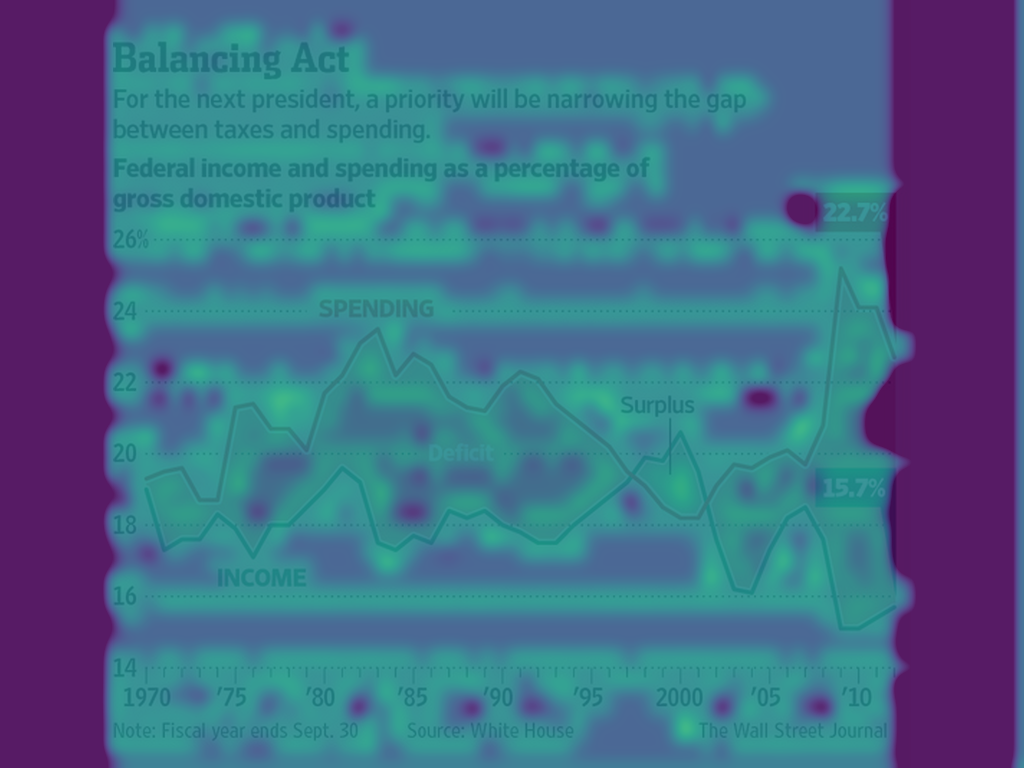 Balancing Act
For the next president, a priority will be narrowing the gap
between taxes and spending.
Federal income and spending as a percentage of
gross domestic product
22.7%
26%
24
SPENDING
22
Surplus
20
Deficit
15.7%
18
INCOME
16
14
1970 '75 '80 '85 '90 '95 2000 '05 '10
Note: Fiscal year ends Sept. 30 Source: White House The Wall Street Journal